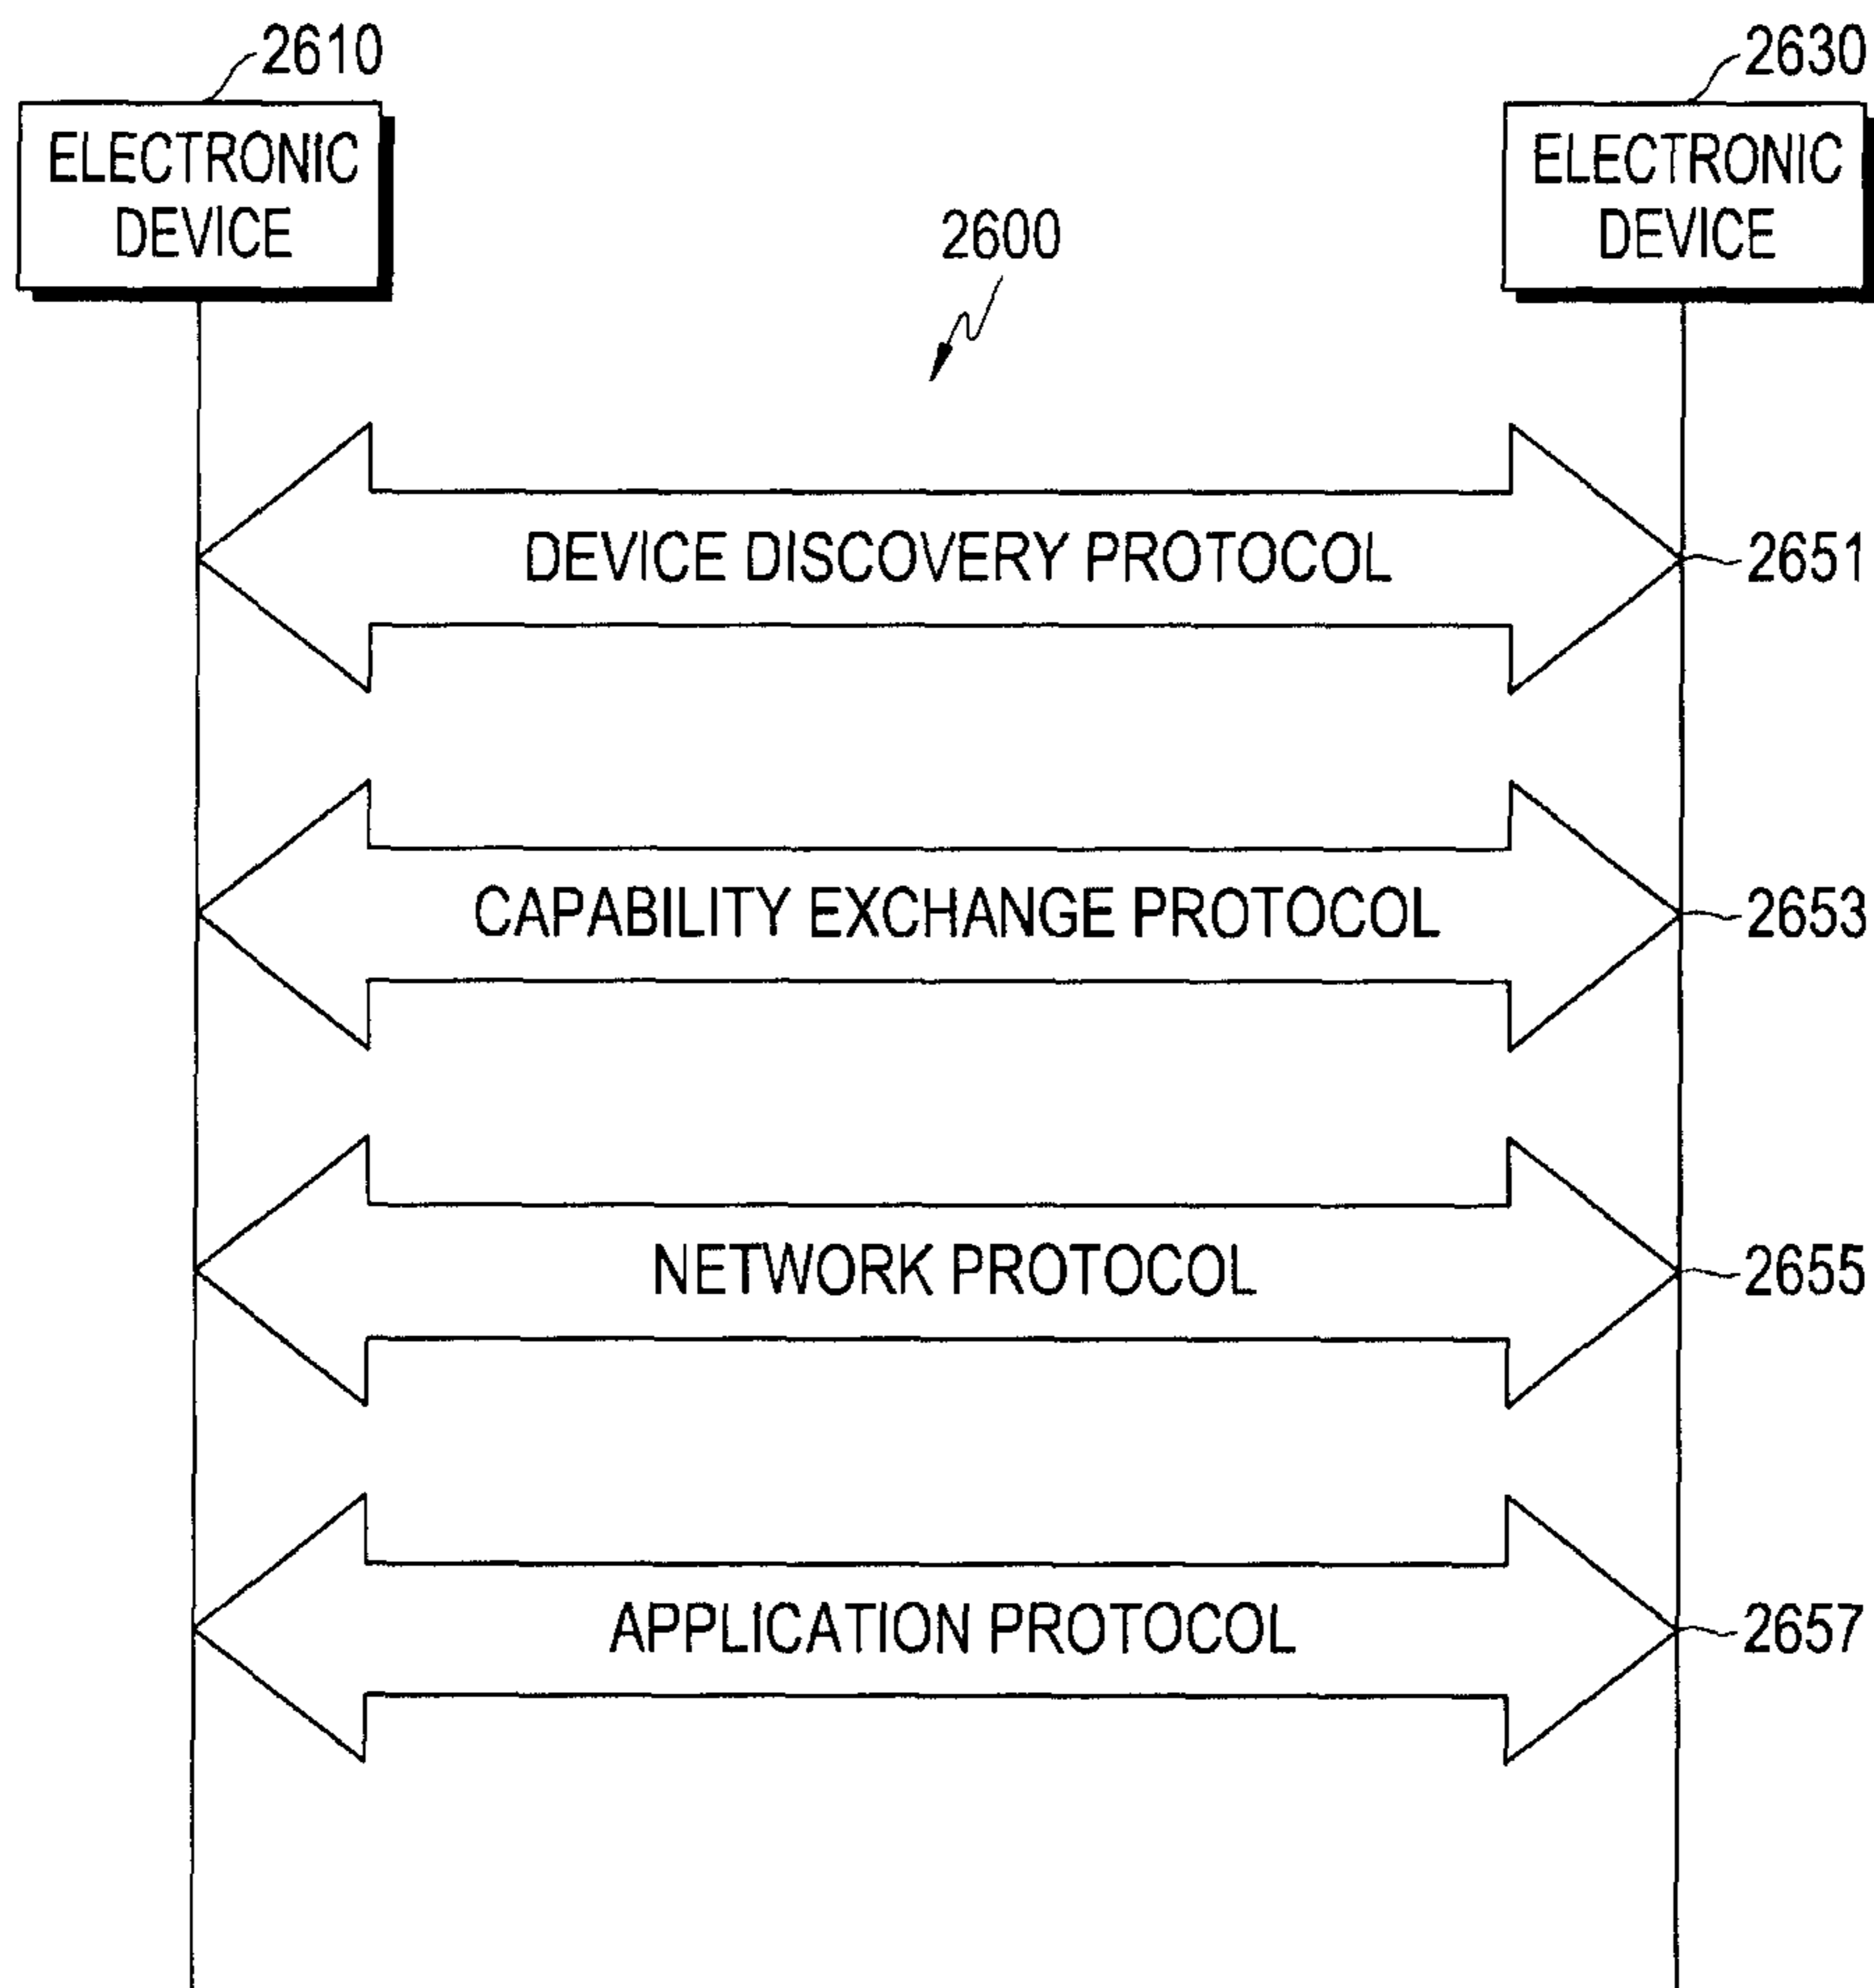 2610
2630
ELECTRONIC
DEVICE
ELECTRONIC
DEVICE
2600
DEVICE DISCOVERY PROTOCOL
2651
CAPABILITY EXCHANGE PROTOCOL
2653
NETWORK PROTOCOL
2655
APPLICATION PROTOCOL
2657